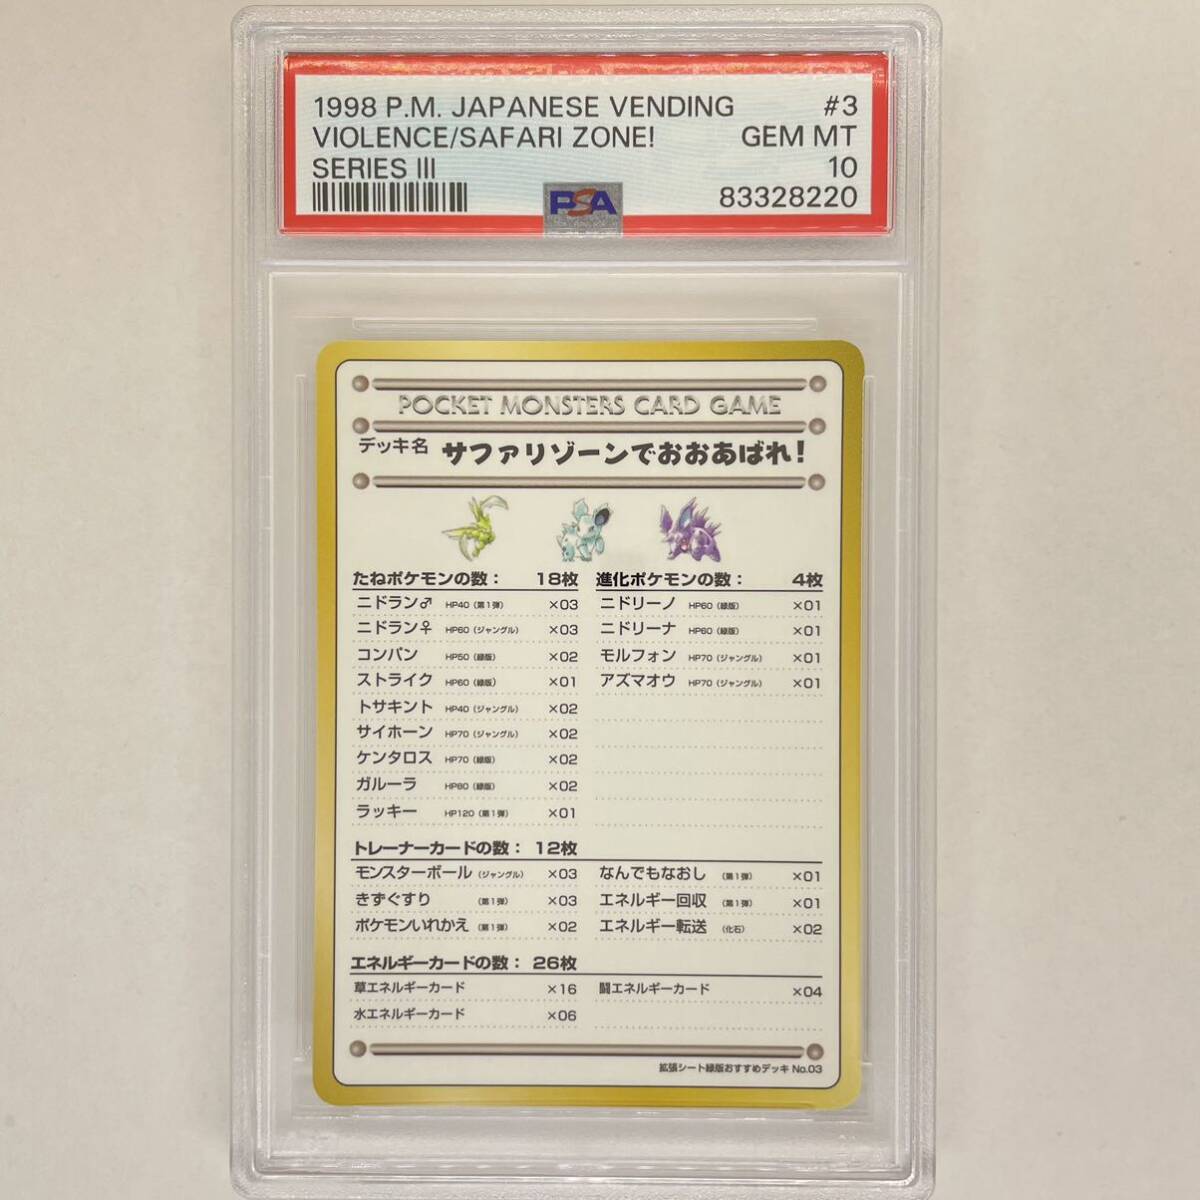 1998 P.M. JAPANESE VENDING #3
VIOLENCE/SAFARI ZONE! GEM MT
SERIES III 10
PSA 83328220
POCKET MONSTERS CARD GAME
デッキ名 サファリゾーンでおおあばれ!
たねポケモンの数: 18枚 進化ポケモンの数: 4枚
ニドラン♂ HP40 (第1弾) ×03 ニドリーノ HP60 (緑版) ×01
ニドラン♀ HP60 (ジャングル) ×03 ニドリーナ HP60 (緑版) ×01
コンパン HP50 (緑版) ×02 モルフォン HP70 (ジャングル) ×01
ストライク HP60 (緑版) ×01 アズマオウ HP70 (ジャングル) ×01
トサキント HP40 (ジャングル) ×02
サイホーン HP70 (ジャングル) ×02
ケンタロス HP70 (緑版) ×02
ガルーラ HP80 (緑版) ×02
ラッキー HP120 (第1弾) ×01
トレーナーカードの数: 12枚
モンスターボール (ジャングル) ×03 なんでもなおし (第1弾) ×01
きずぐすり (第1弾) ×03 エネルギー回収 (第1弾) ×01
ポケモンいれかえ (第1弾) ×02 エネルギー転送 (化石) ×02
エネルギーカードの数: 26枚
草エネルギーカード ×16 闘エネルギーカード ×04
水エネルギーカード ×06
拡張シート緑版おすすめデッキ No.03